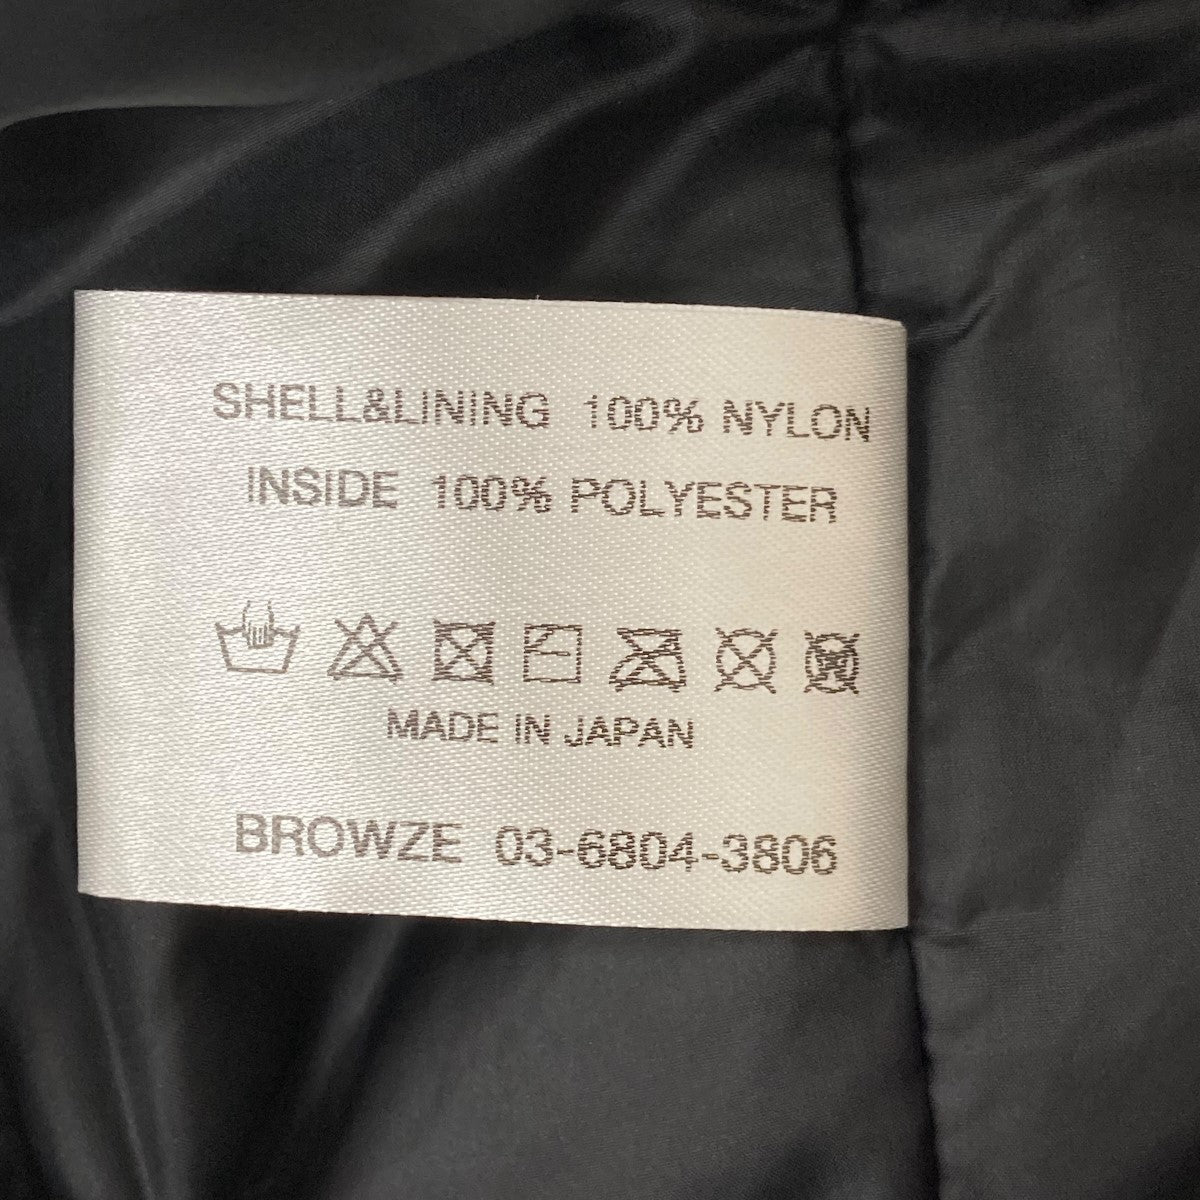 SHELL&LINING 100% NYLON
INSIDE 100% POLYESTER
MADE IN JAPAN
BROWZE 03-6804-3806